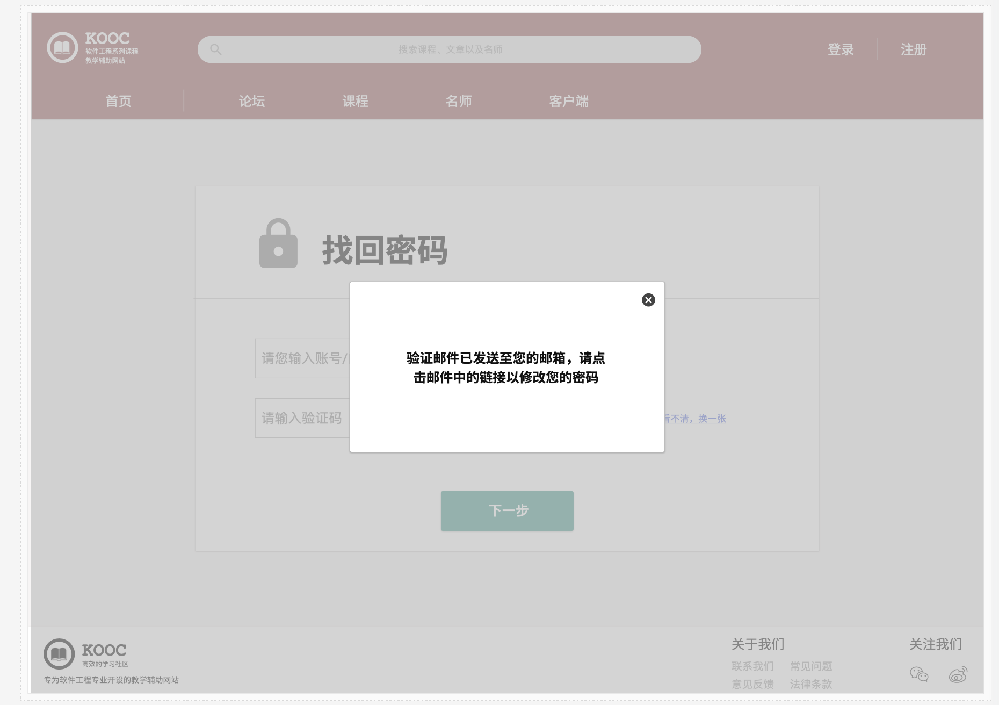 KOOC
软件工程系列课程
教学辅助网站
搜索课程、文章以及名师
登录
注册
首页
论坛
课程
名师
客户端
找回密码
请您输入账号/
验证邮件已发送至您的邮箱，请点
击邮件中的链接以修改您的密码
请输入验证码
看不清，换一张
下一步
KOOC
高效的学习社区
专为软件工程专业开设的教学辅助网站
关于我们
联系我们
常见问题
意见反馈
法律条款
关注我们